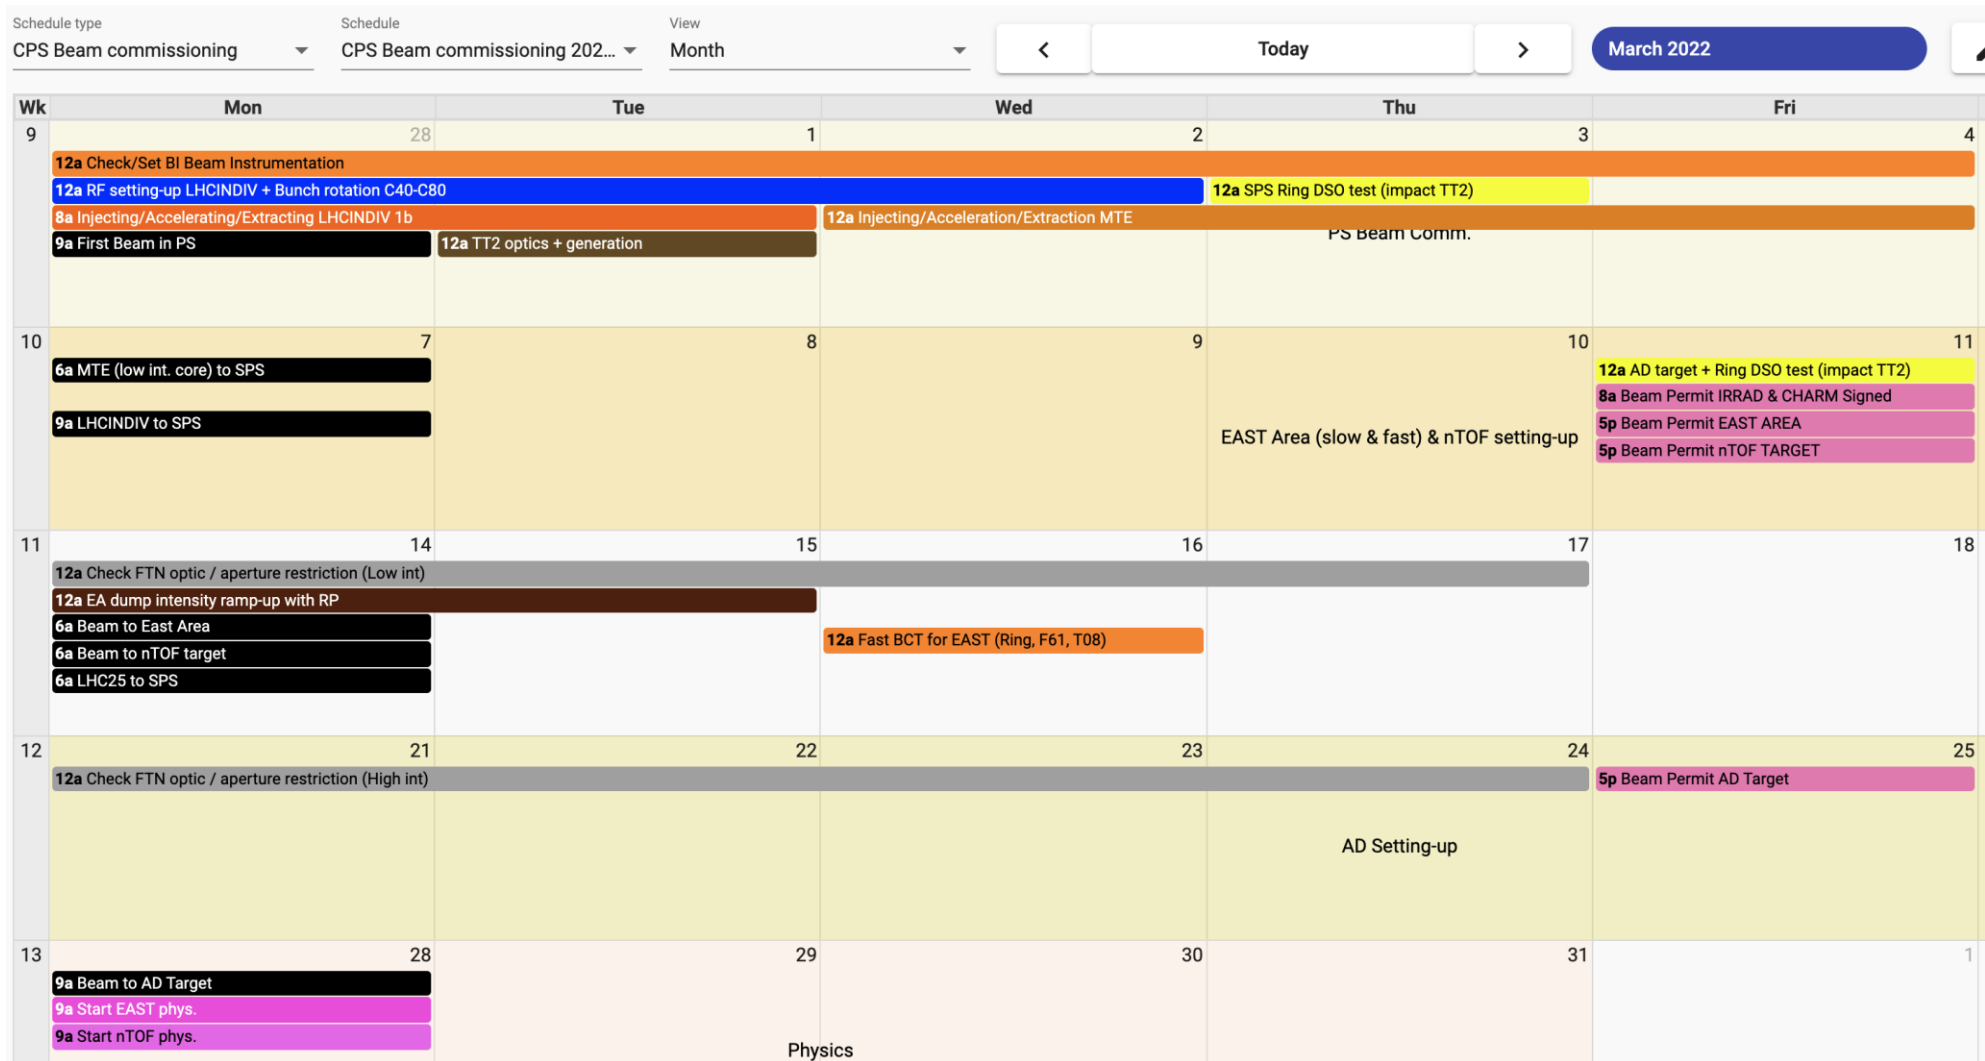 Schedule type
CPS Beam commissioning
Schedule
CPS Beam commissioning 202...
View
Month
Today
March 2022
Wk Mon Tue Wed Thu Fri
9 28 1 2 3 4
12a Check/Set BI Beam Instrumentation
12a RF setting-up LHCINDIV + Bunch rotation C40-C80
12a SPS Ring DSO test (impact TT2)
8a Injecting/Accelerating/Extracting LHCINDIV 1b
12a Injecting/Acceleration/Extraction MTE
9a First Beam in PS
12a TT2 optics + generation
PS Beam Comm.
10 7 8 9 10 11
6a MTE (low int. core) to SPS
12a AD target + Ring DSO test (impact TT2)
8a Beam Permit IRRAD & CHARM Signed
9a LHCINDIV to SPS
5p Beam Permit EAST AREA
EAST Area (slow & fast) & nTOF setting-up
5p Beam Permit nTOF TARGET
11 14 15 16 17 18
12a Check FTN optic / aperture restriction (Low int)
12a EA dump intensity ramp-up with RP
6a Beam to East Area
12a Fast BCT for EAST (Ring, F61, T08)
6a Beam to nTOF target
6a LHC25 to SPS
12 21 22 23 24 25
12a Check FTN optic / aperture restriction (High int)
5p Beam Permit AD Target
AD Setting-up
13 28 29 30 31 1
9a Beam to AD Target
9a Start EAST phys.
9a Start nTOF phys.
Physics